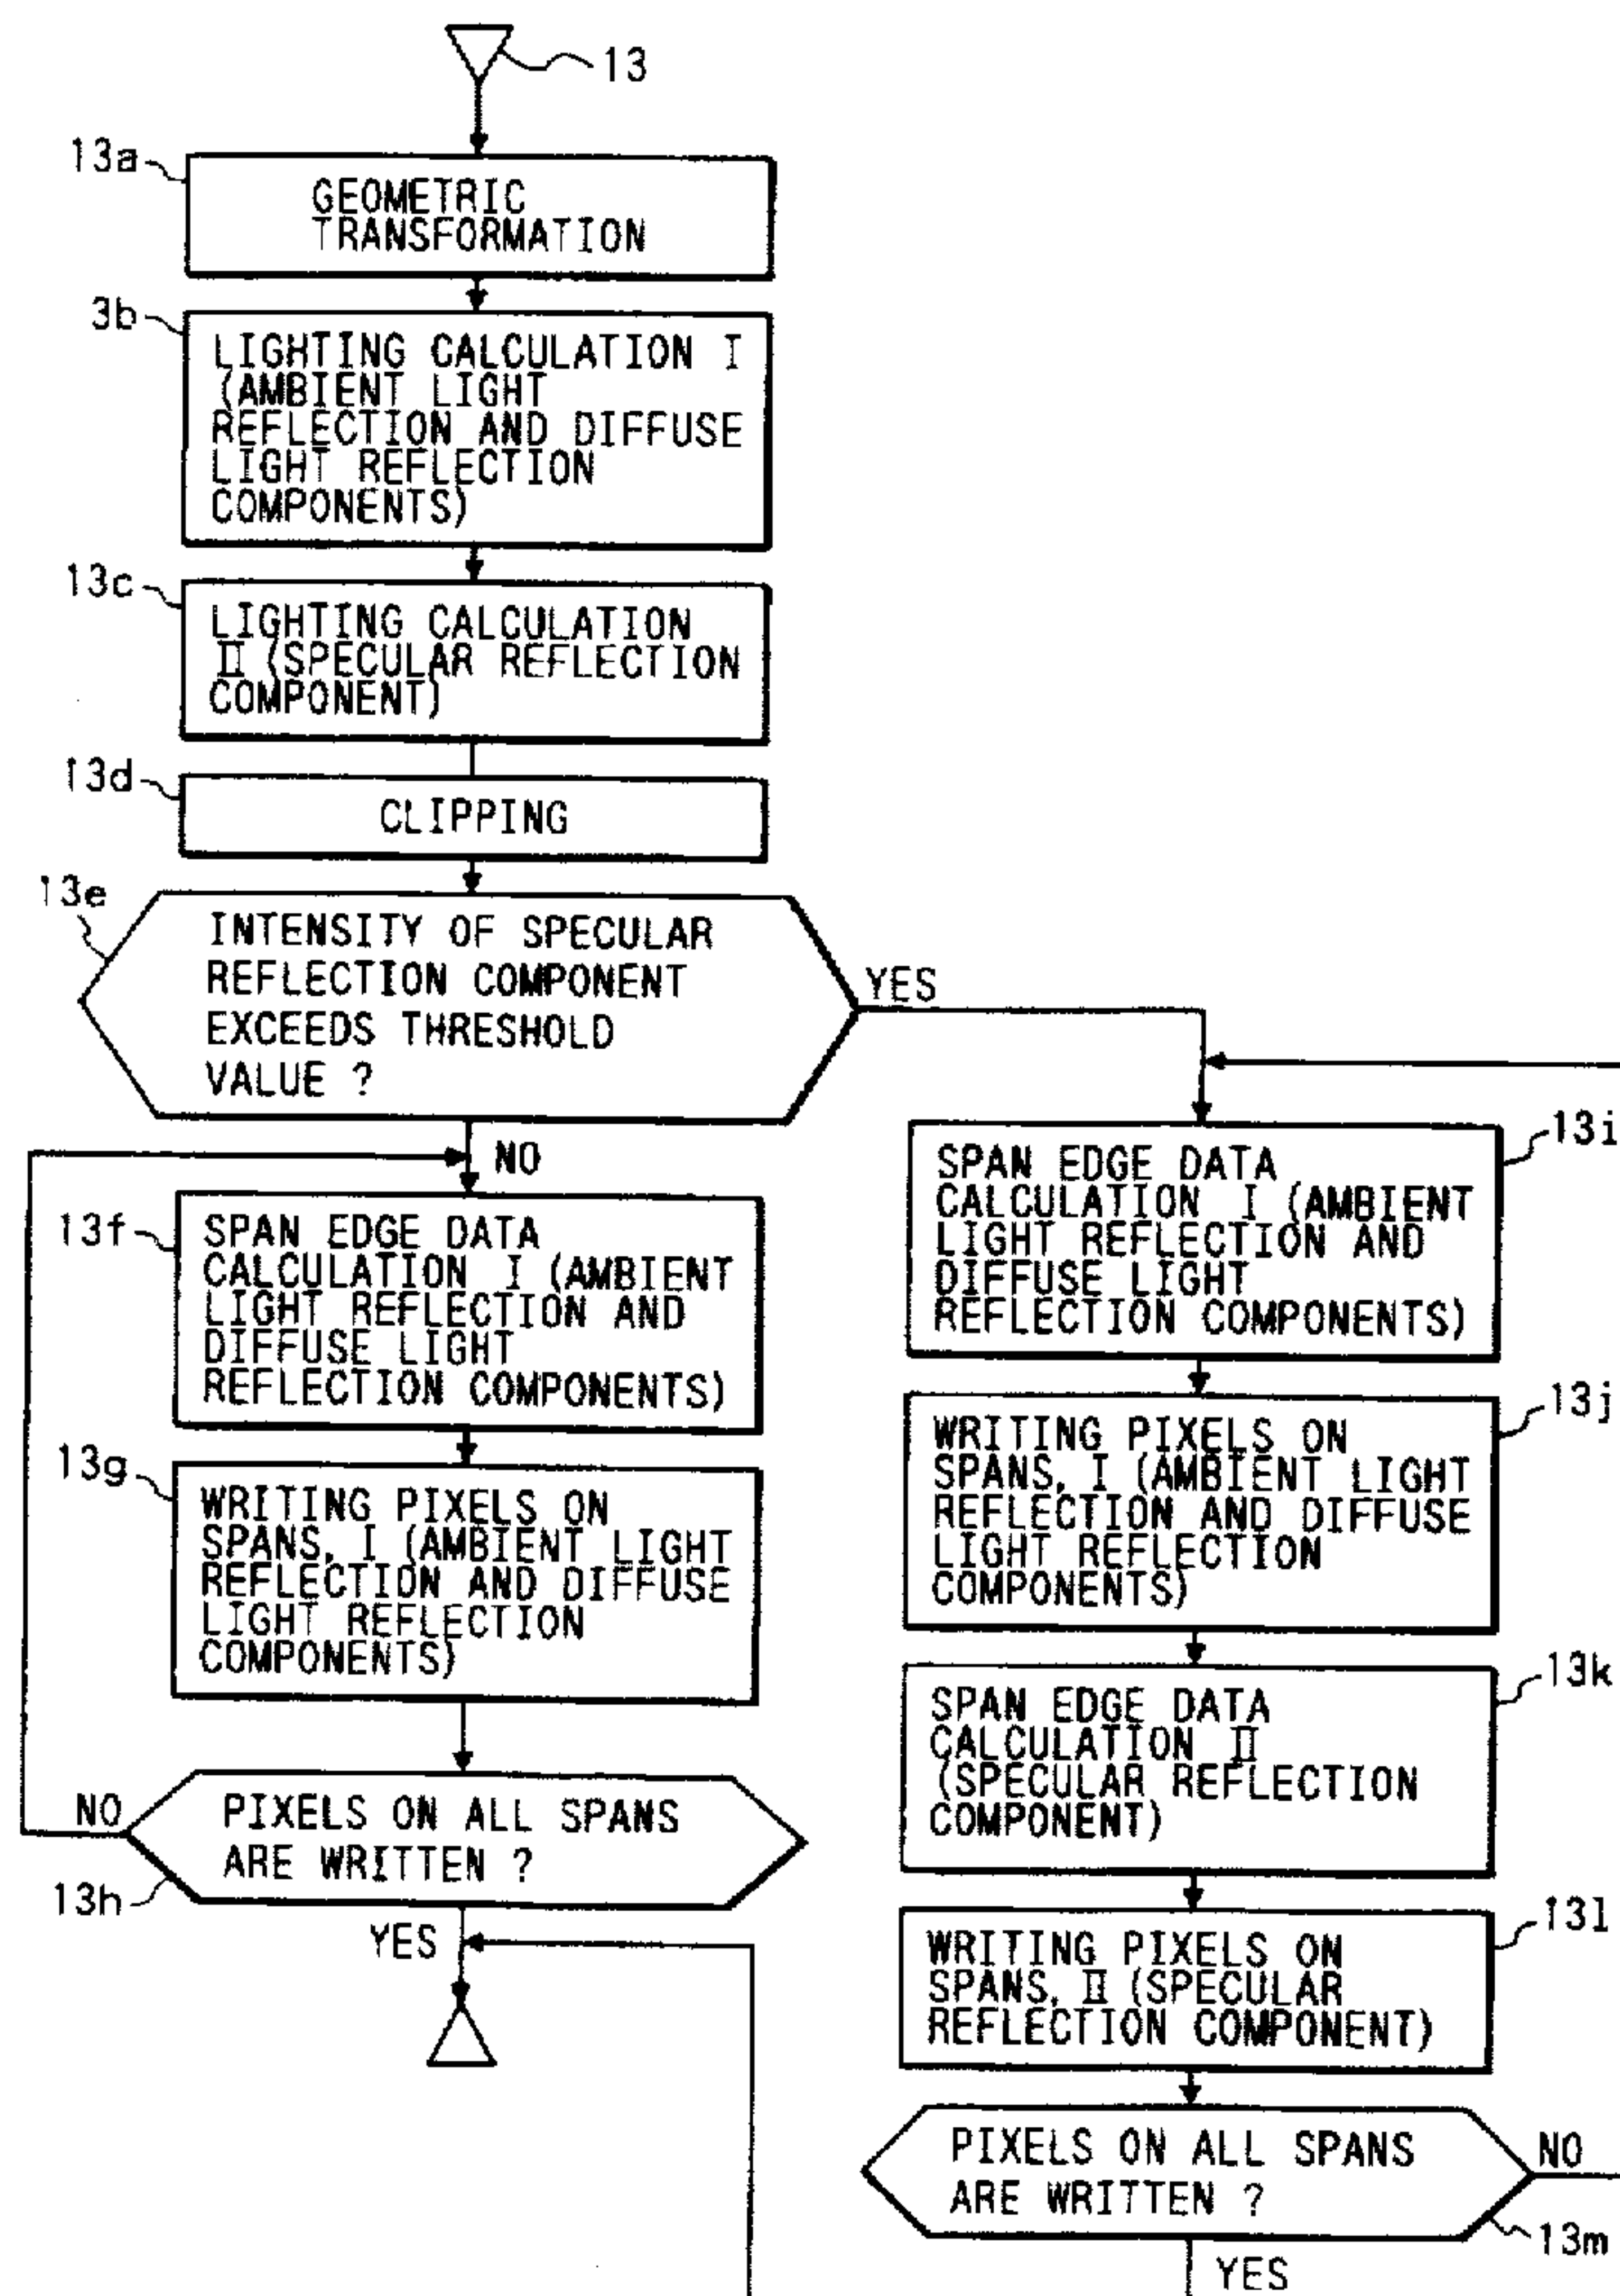 13
13a
GEOMETRIC
TRANSFORMATION
3b
LIGHTING CALCULATION I
(AMBIENT LIGHT
REFLECTION AND DIFFUSE
LIGHT REFLECTION
COMPONENTS)
13c
LIGHTING CALCULATION
II (SPECULAR REFLECTION
COMPONENT)
13d
CLIPPING
13e
INTENSITY OF SPECULAR
REFLECTION COMPONENT
EXCEEDS THRESHOLD
VALUE ?
YES
NO
13f
SPAN EDGE DATA
CALCULATION I (AMBIENT
LIGHT REFLECTION AND
DIFFUSE LIGHT
REFLECTION COMPONENTS)
13g
WRITING PIXELS ON
SPANS, I (AMBIENT LIGHT
REFLECTION AND DIFFUSE
LIGHT REFLECTION
COMPONENTS)
NO
PIXELS ON ALL SPANS
ARE WRITTEN ?
13h
YES
13i
SPAN EDGE DATA
CALCULATION I (AMBIENT
LIGHT REFLECTION AND
DIFFUSE LIGHT
REFLECTION COMPONENTS)
13j
WRITING PIXELS ON
SPANS, I (AMBIENT LIGHT
REFLECTION AND DIFFUSE
LIGHT REFLECTION
COMPONENTS)
13k
SPAN EDGE DATA
CALCULATION II
(SPECULAR REFLECTION
COMPONENT)
13l
WRITING PIXELS ON
SPANS, II (SPECULAR
REFLECTION COMPONENT)
PIXELS ON ALL SPANS
ARE WRITTEN ?
NO
13m
YES